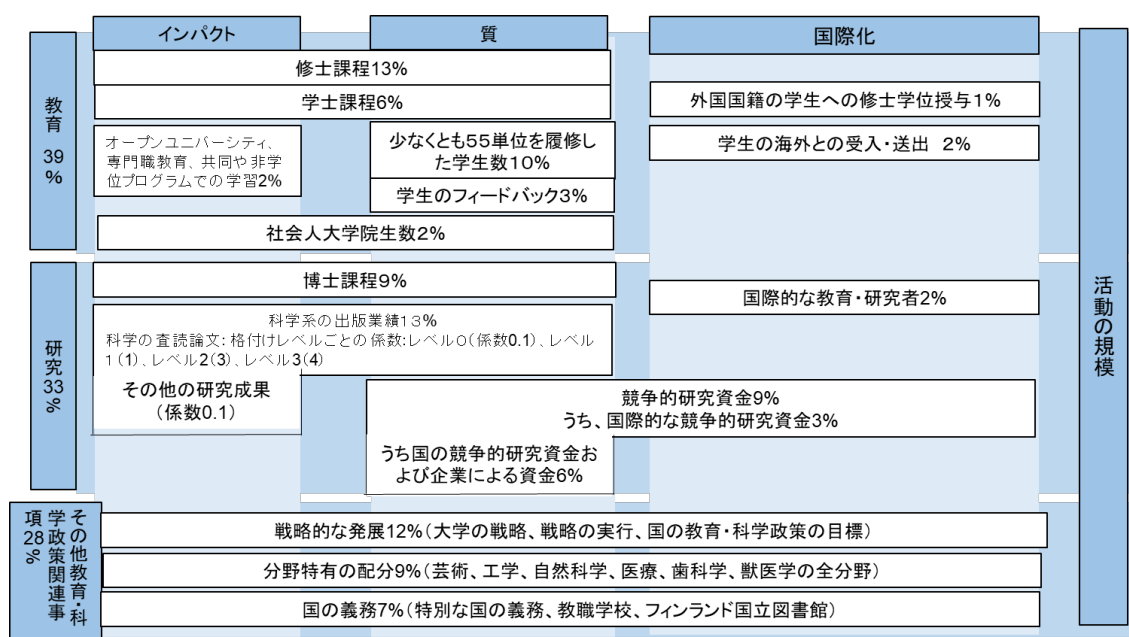 インパクト
質
国際化
教育 39%
修士課程13%
学士課程6%
外国国籍の学生への修士学位授与1%
オープンユニバーシティ、
専門職教育、共同や非学
位プログラムでの学習2%
少なくとも55単位を履修し
た学生数10%
学生の海外との受入・送出 2%
学生のフィードバック3%
社会人大学院生数2%
研究33%
博士課程9%
国際的な教育・研究者2%
科学系の出版業績13%
科学の査読論文:格付けレベルごとの係数:レベル0(係数0.1)、レベル
1(1)、レベル2(3)、レベル3(4)
その他の研究成果
(係数0.1)
競争的研究資金9%
うち、国際的な競争的研究資金3%
うち国の競争的研究資金お
よび企業による資金6%
その他教育・科
学政策関連事
項28%
戦略的な発展12%(大学の戦略、戦略の実行、国の教育・科学政策の目標)
分野特有の配分9%(芸術、工学、自然科学、医療、歯科学、獣医学の全分野)
国の義務7%(特別な国の義務、教職学校、フィンランド国立図書館)
活動の規模